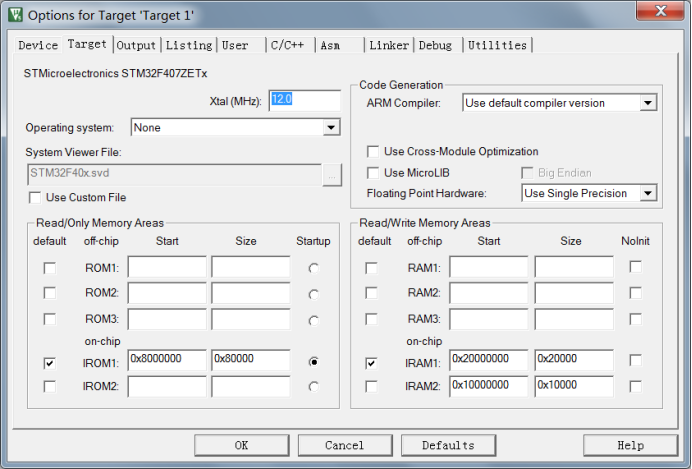 Options for Target 'Target 1'
Device Target Output Listing User C/C++ Asm Linker Debug Utilities
STMicroelectronics STM32F407ZETx
Xtal (MHz): 12.0
Operating system: None
System Viewer File:
STM32F40x.svd ...
Use Custom File
Code Generation
ARM Compiler: Use default compiler version
Use Cross-Module Optimization
Use MicroLIB Big Endian
Floating Point Hardware: Use Single Precision
Read/Only Memory Areas
default off-chip Start Size Startup
ROM1:
ROM2:
ROM3:
on-chip
IROM1: 0x8000000 0x80000
IROM2:
Read/Write Memory Areas
default off-chip Start Size NoInit
RAM1:
RAM2:
RAM3:
on-chip
IRAM1: 0x20000000 0x20000
IRAM2: 0x10000000 0x10000
OK Cancel Defaults Help